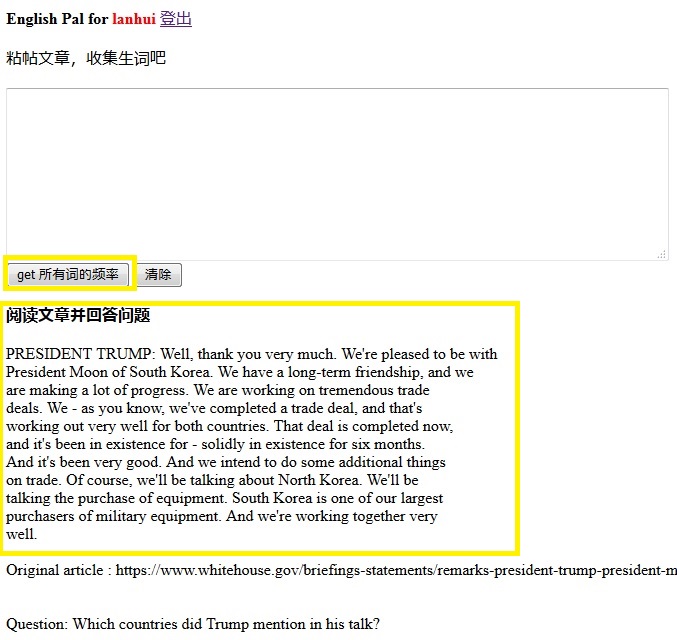 English Pal for lanhui 登出
粘帖文章，收集生词吧
get 所有词的频率 清除
阅读文章并回答问题
PRESIDENT TRUMP: Well, thank you very much. We're pleased to be with
President Moon of South Korea. We have a long-term friendship, and we
are making a lot of progress. We are working on tremendous trade
deals. We - as you know, we've completed a trade deal, and that's
working out very well for both countries. That deal is completed now,
and it's been in existence for - solidly in existence for six months.
And it's been very good. And we intend to do some additional things
on trade. Of course, we'll be talking about North Korea. We'll be
talking the purchase of equipment. South Korea is one of our largest
purchasers of military equipment. And we're working together very
well.
Original article : https://www.whitehouse.gov/briefings-statements/remarks-president-trump-president-m
Question: Which countries did Trump mention in his talk?